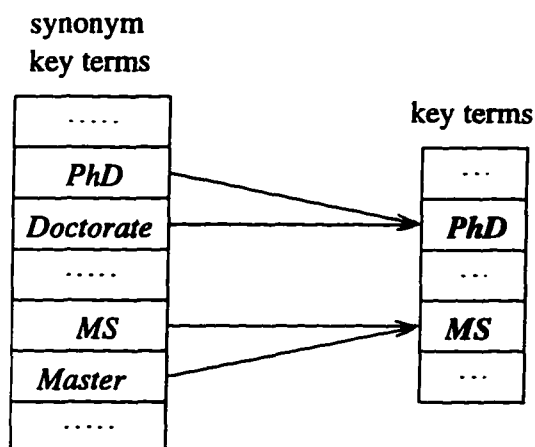 synonym
key terms
.....
PhD
Doctorate
.....
MS
Master
.....
key terms
...
PhD
...
MS
...